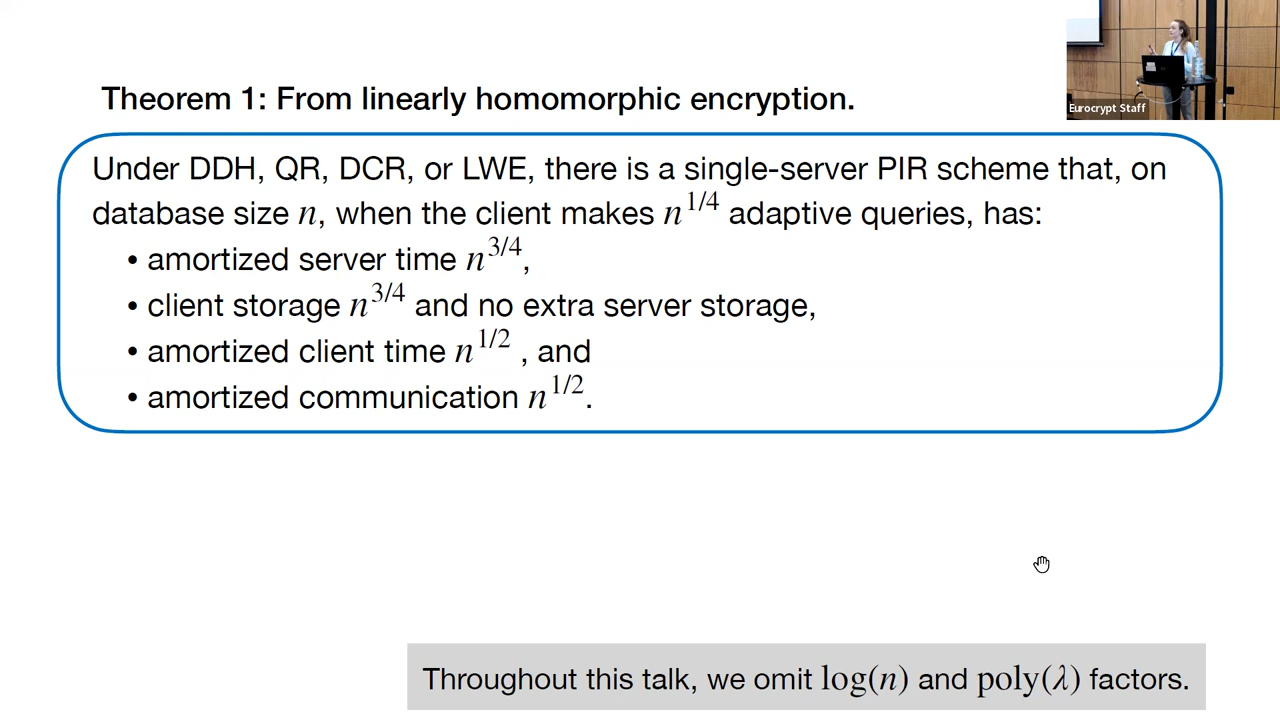 Eurocrypt Staff
Theorem 1: From linearly homomorphic encryption.
Under DDH, QR, DCR, or LWE, there is a single-server PIR scheme that, on
database size n, when the client makes n^{1/4} adaptive queries, has:
• amortized server time n^{3/4},
• client storage n^{3/4} and no extra server storage,
• amortized client time n^{1/2} , and
• amortized communication n^{1/2}.
Throughout this talk, we omit log(n) and poly(λ) factors.